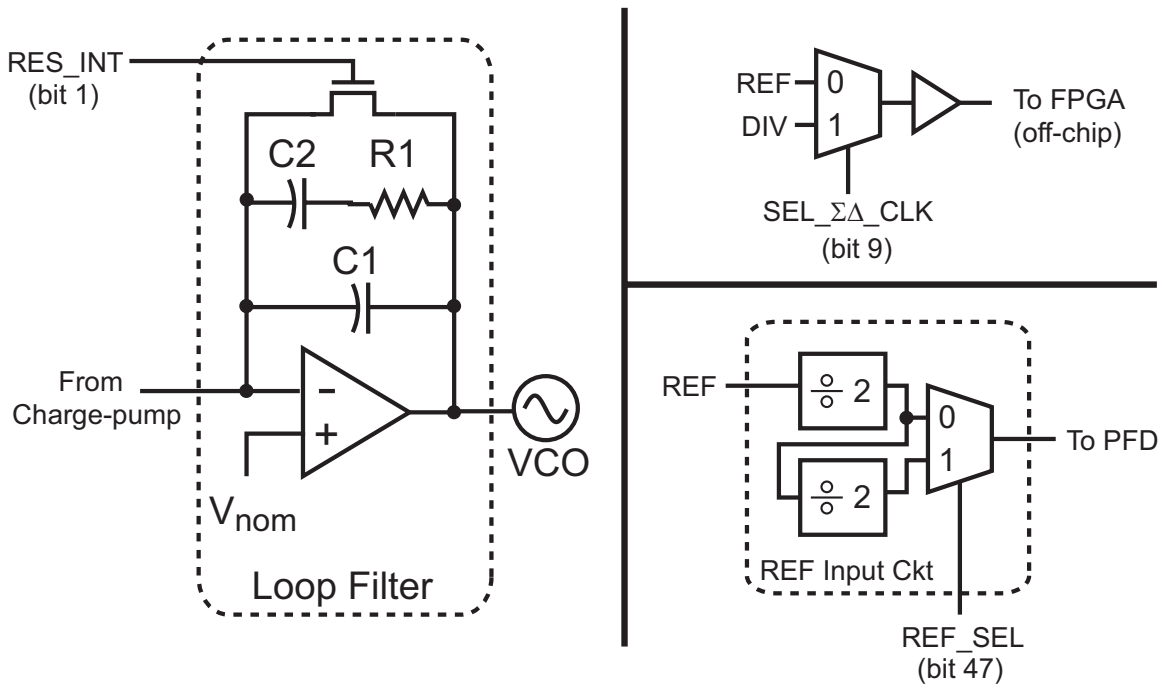 RES_INT
(bit 1)
C2
R1
C1
From
Charge-pump
-
+
Vnom
VCO
Loop Filter
REF
0
DIV
1
To FPGA
(off-chip)
SEL_ΣΔ_CLK
(bit 9)
REF
÷ 2
0
1
To PFD
÷ 2
REF Input Ckt
REF_SEL
(bit 47)